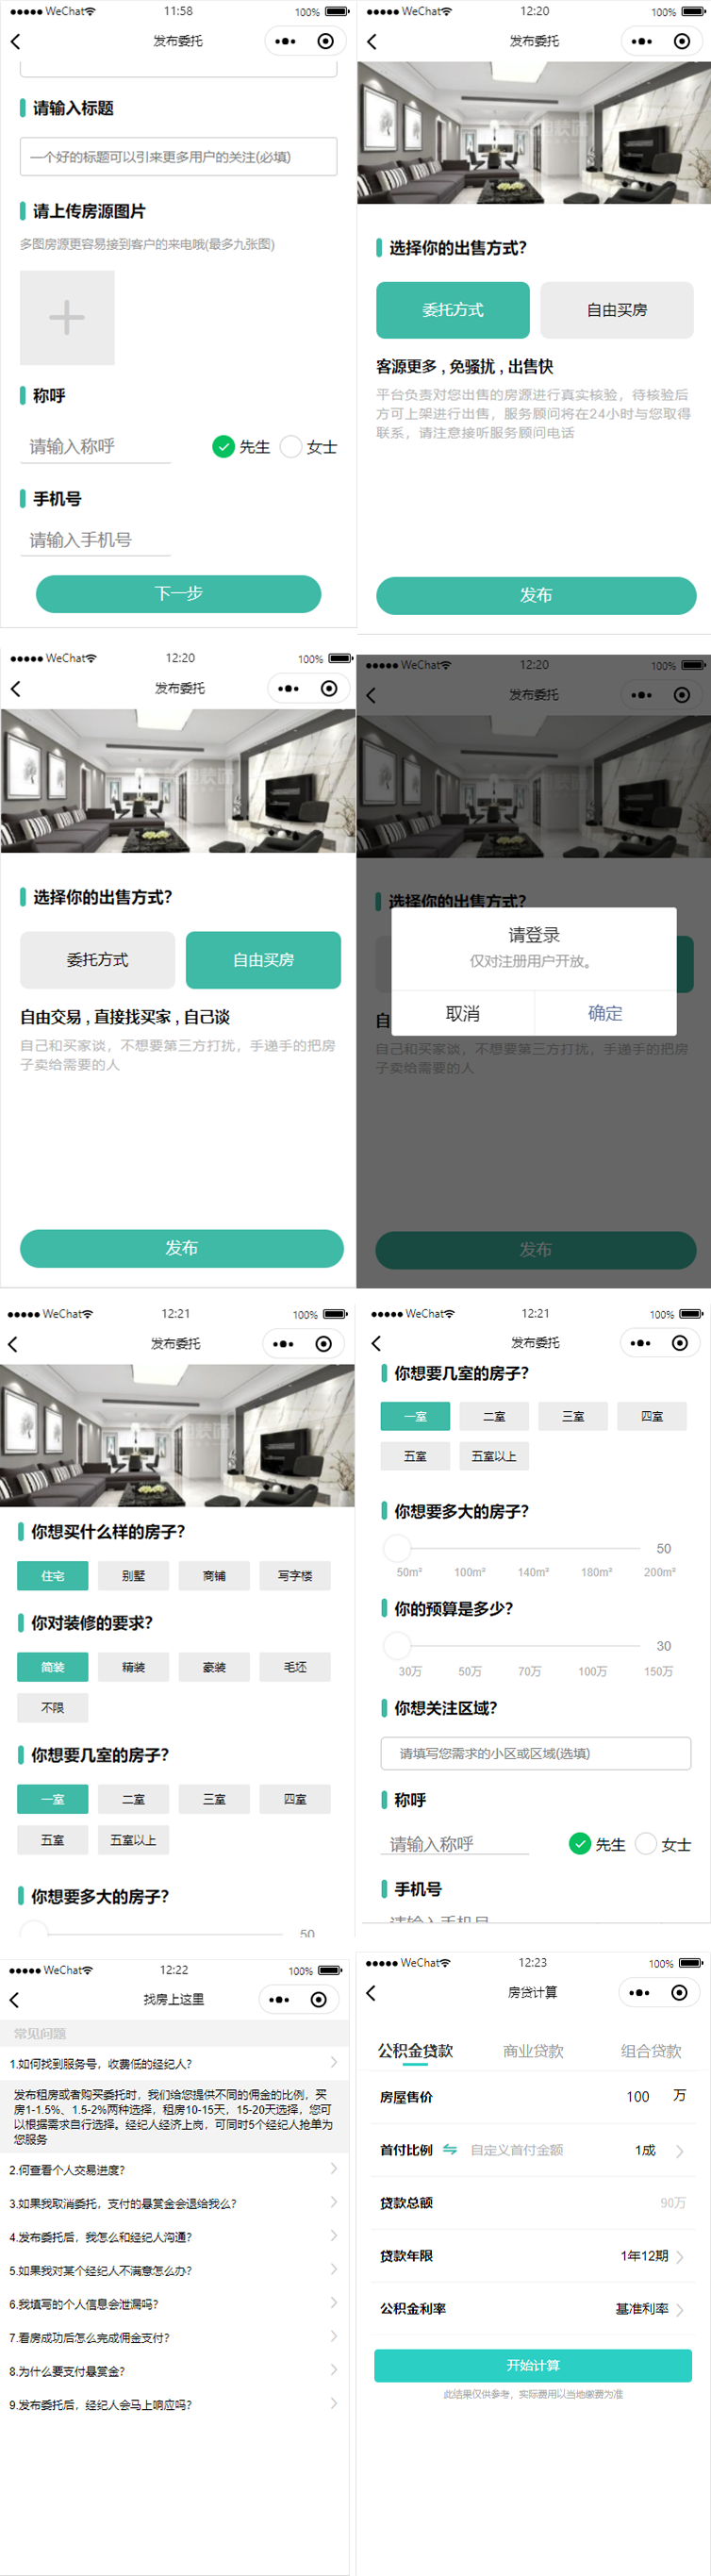 WeChat 11:58 100%
发布委托
请输入标题
一个好的标题可以引来更多用户的关注(必填)
请上传房源图片
多图房源更容易接到客户的来电哦(最多九张图)
称呼
请输入称呼 先生 女士
手机号
请输入手机号
下一步
WeChat 12:20 100%
发布委托
选择你的出售方式？
委托方式 自由买房
客源更多 , 免骚扰 , 出售快
平台负责对您出售的房源进行真实核验，待核验后
方可上架进行出售，服务顾问将在24小时与您取得
联系，请注意接听服务顾问电话
发布
WeChat 12:20 100%
发布委托
选择你的出售方式？
委托方式 自由买房
自由交易 , 直接找买家 , 自己谈
自己和买家谈，不想要第三方打扰，手递手的把房
子卖给需要的人
发布
WeChat 12:20 100%
发布委托
选择你的出售方式？
请登录
仅对注册用户开放。
取消 确定
自
自己和买家谈，不想要第三方打扰，手递手的把房
子卖给需要的人
发布
WeChat 12:21 100%
发布委托
你想买什么样的房子？
住宅 别墅 商铺 写字楼
你对装修的要求？
简装 精装 豪装 毛坯
不限
你想要几室的房子？
一室 二室 三室 四室
五室 五室以上
你想要多大的房子？
50
WeChat 12:21 100%
发布委托
你想要几室的房子？
一室 二室 三室 四室
五室 五室以上
你想要多大的房子？
50
50m² 100m² 140m² 180m² 200m²
你的预算是多少？
30
30万 50万 70万 100万 150万
你想关注区域？
请填写您需求的小区或区域(选填)
称呼
请输入称呼 先生 女士
手机号
请输入手机号
WeChat 12:22 100%
找房上这里
常见问题
1.如何找到服务号，收费低的经纪人？
发布租房或者购买委托时，我们给您提供不同的佣金的比例，买
房1-1.5%、1.5-2%两种选择，租房10-15天，15-20天选择，您可
以根据需求自行选择。经纪人经济上岗，可同时5个经纪人抢单为
您服务
2.何查看个人交易进度？
3.如果我取消委托，支付的悬赏金会退给我么？
4.发布委托后，我怎么和经纪人沟通？
5.如果我对某个经纪人不满意怎么办？
6.我填写的个人信息会泄漏吗？
7.看房成功后怎么完成佣金支付？
8.为什么要支付悬赏金？
9.发布委托后，经纪人会马上响应吗？
WeChat 12:23 100%
房贷计算
公积金贷款 商业贷款 组合贷款
房屋售价 100 万
首付比例 自定义首付金额 1成
贷款总额 90万
贷款年限 1年12期
公积金利率 基准利率
开始计算
此结果仅供参考，实际费用以当地缴费为准